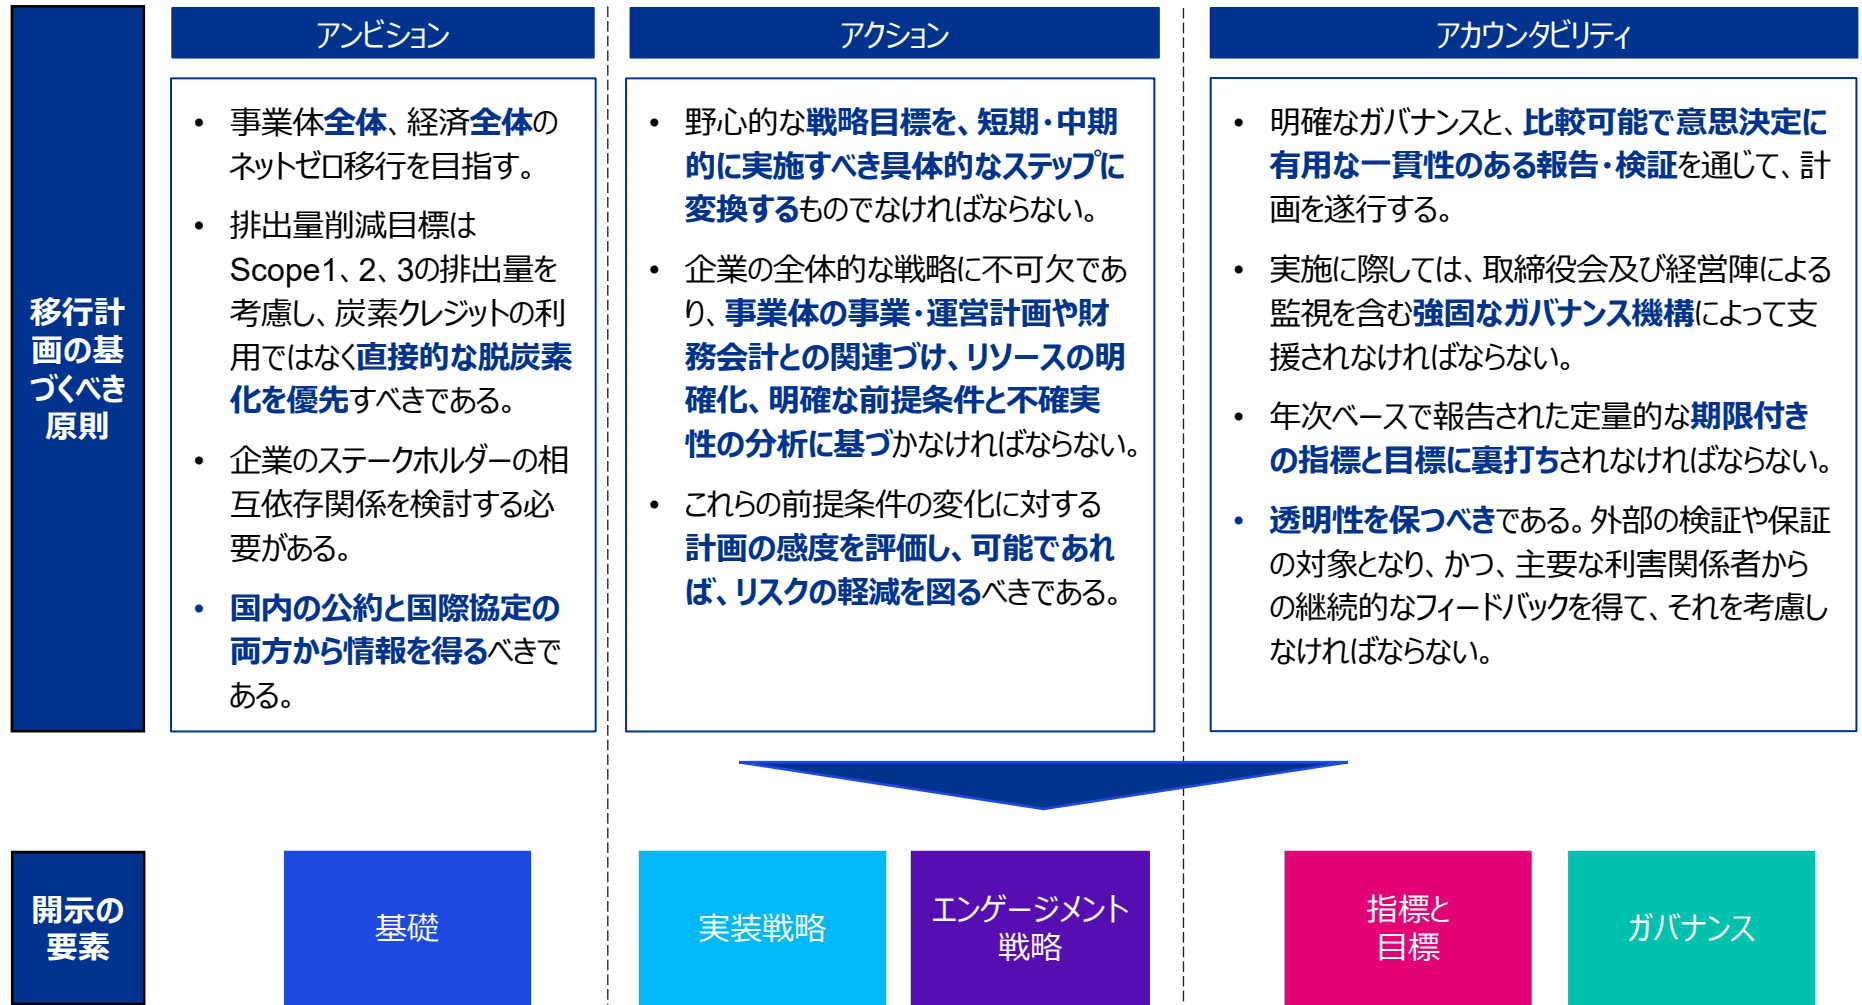 移行計
画の基
づくべき
原則
アンビション
• 事業体全体、経済全体の
ネットゼロ移行を目指す。
• 排出量削減目標は
Scope1、2、3の排出量を
考慮し、炭素クレジットの利
用ではなく直接的な脱炭素
化を優先すべきである。
• 企業のステークホルダーの相
互依存関係を検討する必
要がある。
• 国内の公約と国際協定の
両方から情報を得るべきで
ある。
アクション
• 野心的な戦略目標を、短期・中期
的に実施すべき具体的なステップに
変換するものでなければならない。
• 企業の全体的な戦略に不可欠であ
り、事業体の事業・運営計画や財
務会計との関連づけ、リソースの明
確化、明確な前提条件と不確実
性の分析に基づかなければならない。
• これらの前提条件の変化に対する
計画の感度を評価し、可能であれ
ば、リスクの軽減を図るべきである。
アカウンタビリティ
• 明確なガバナンスと、比較可能で意思決定に
有用な一貫性のある報告・検証を通じて、計
画を遂行する。
• 実施に際しては、取締役会及び経営陣による
監視を含む強固なガバナンス機構によって支
援されなければならない。
• 年次ベースで報告された定量的な期限付き
の指標と目標に裏打ちされなければならない。
• 透明性を保つべきである。外部の検証や保証
の対象となり、かつ、主要な利害関係者から
の継続的なフィードバックを得て、それを考慮し
なければならない。
開示の
要素
基礎
実装戦略
エンゲージメント
戦略
指標と
目標
ガバナンス